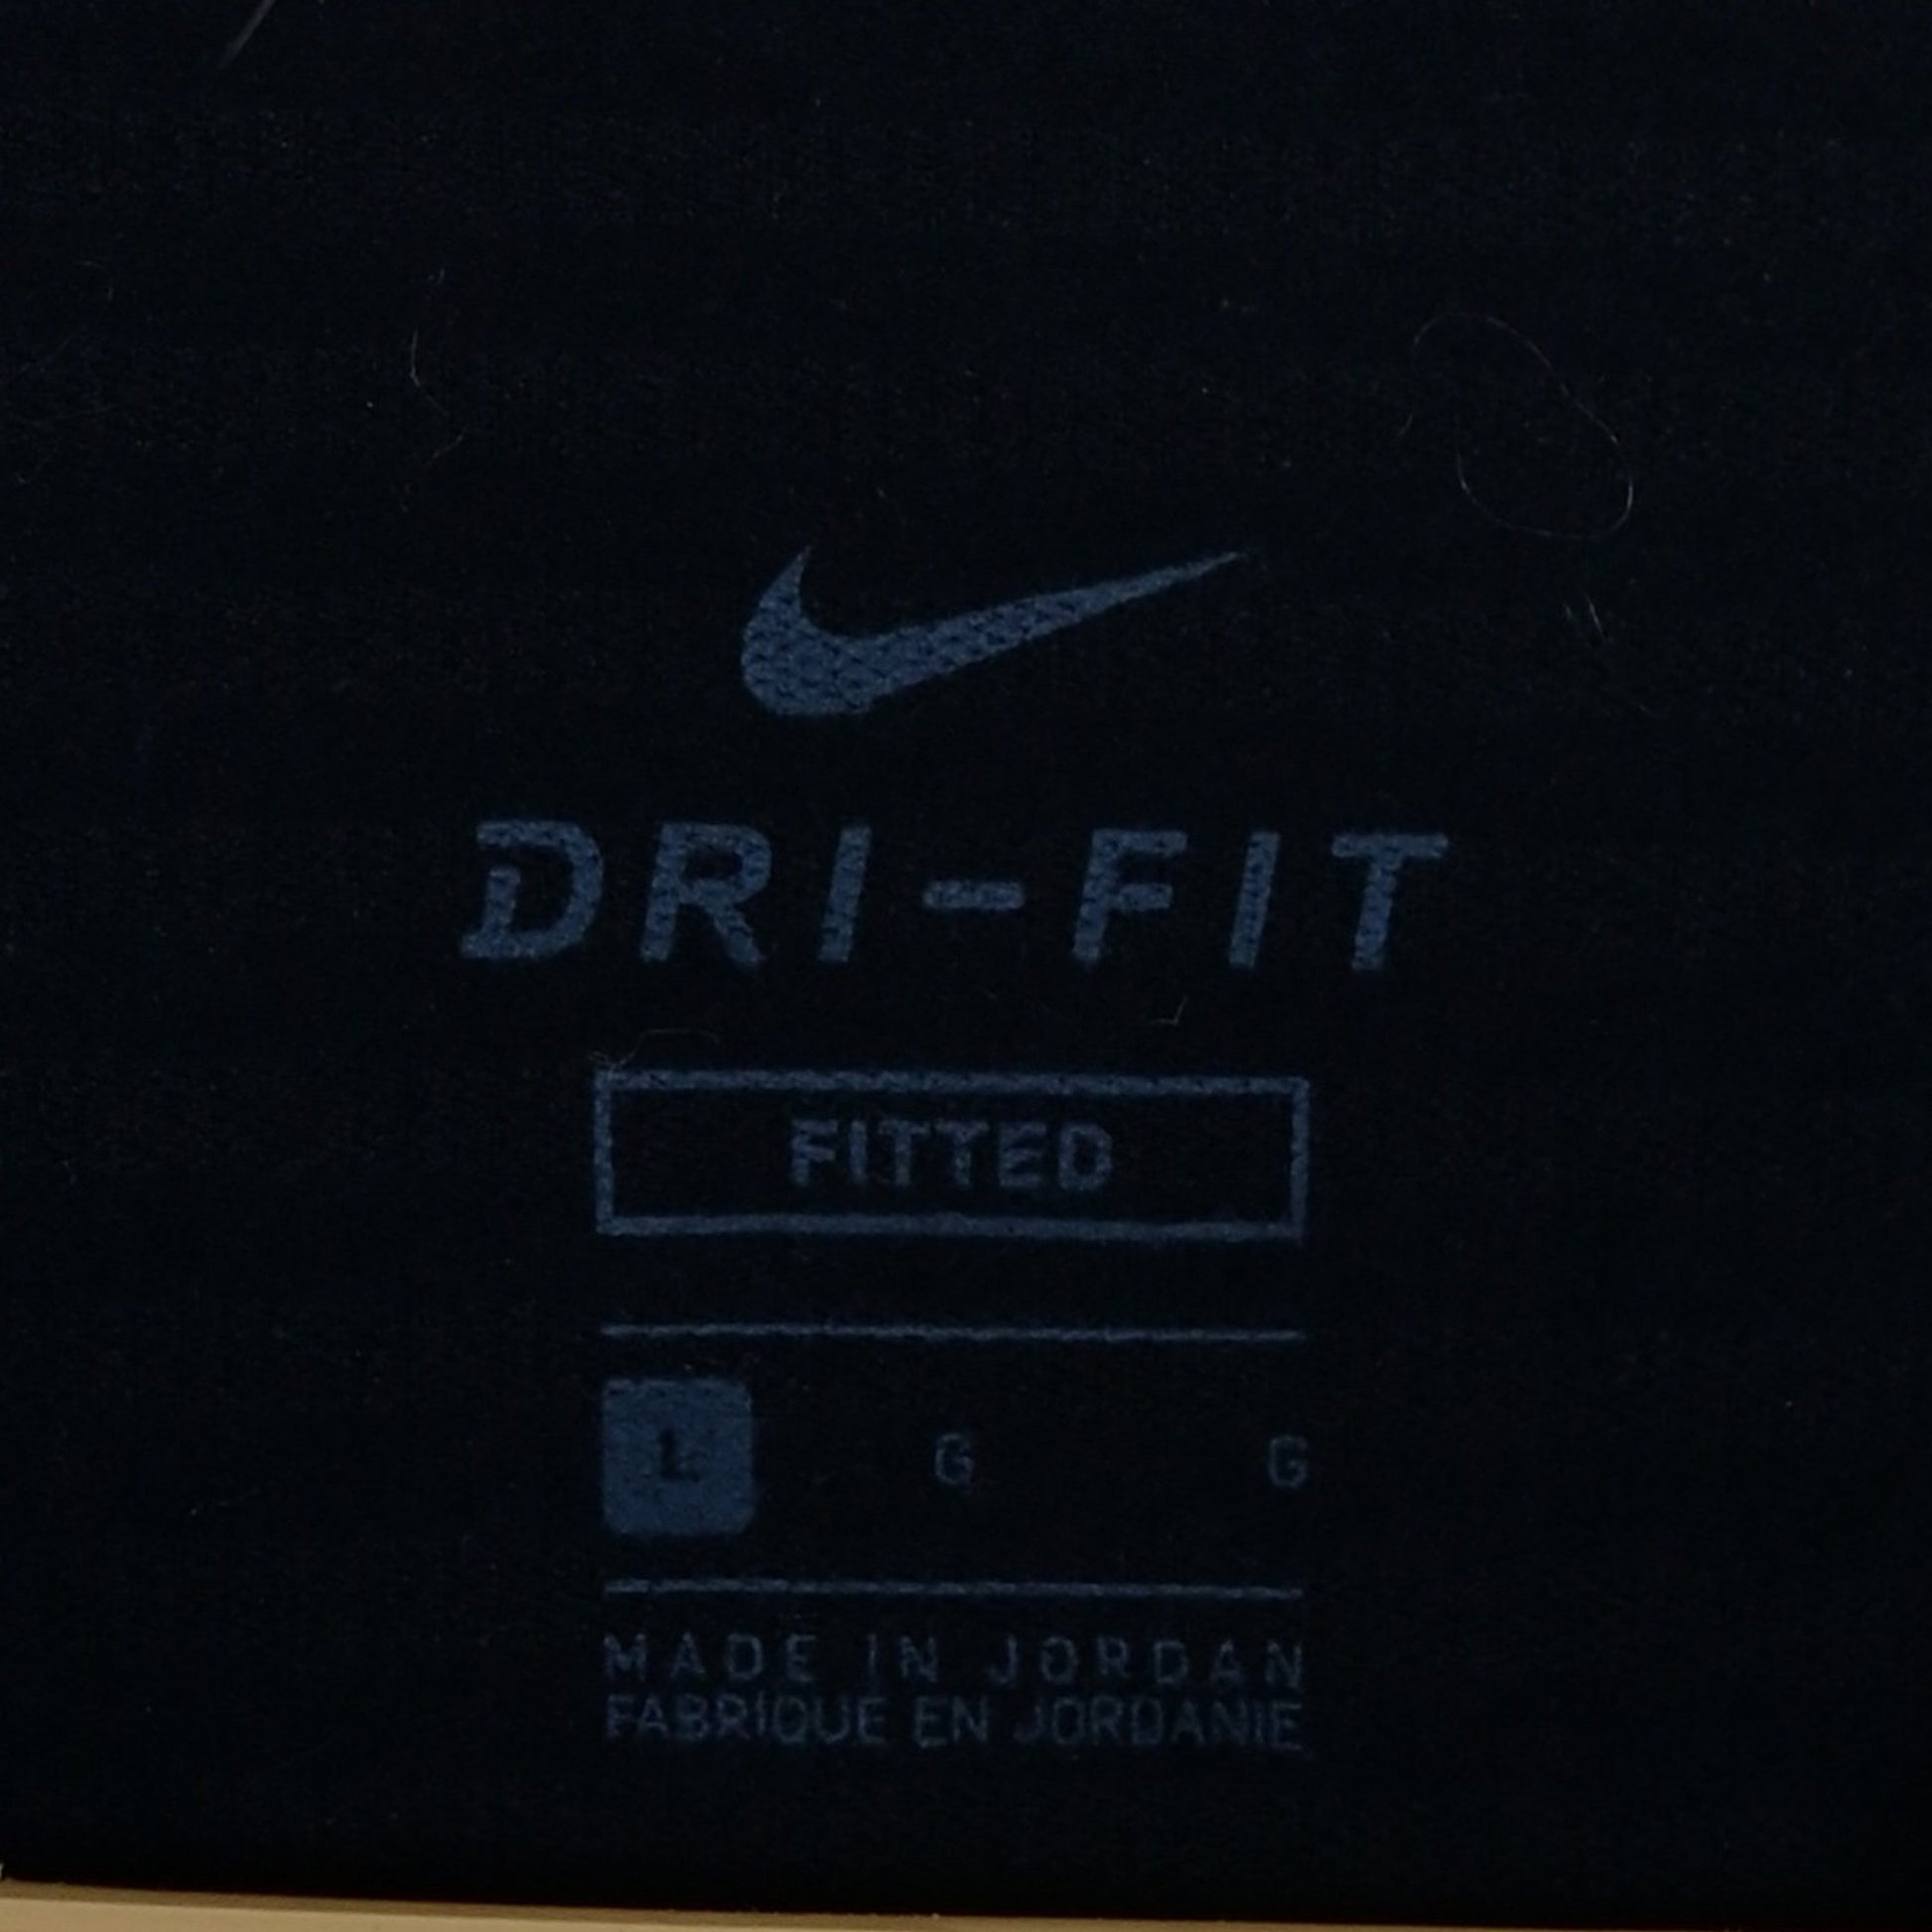 DRI-FIT
FITTED
L G G
MADE IN JORDAN
FABRIQUE EN JORDANIE